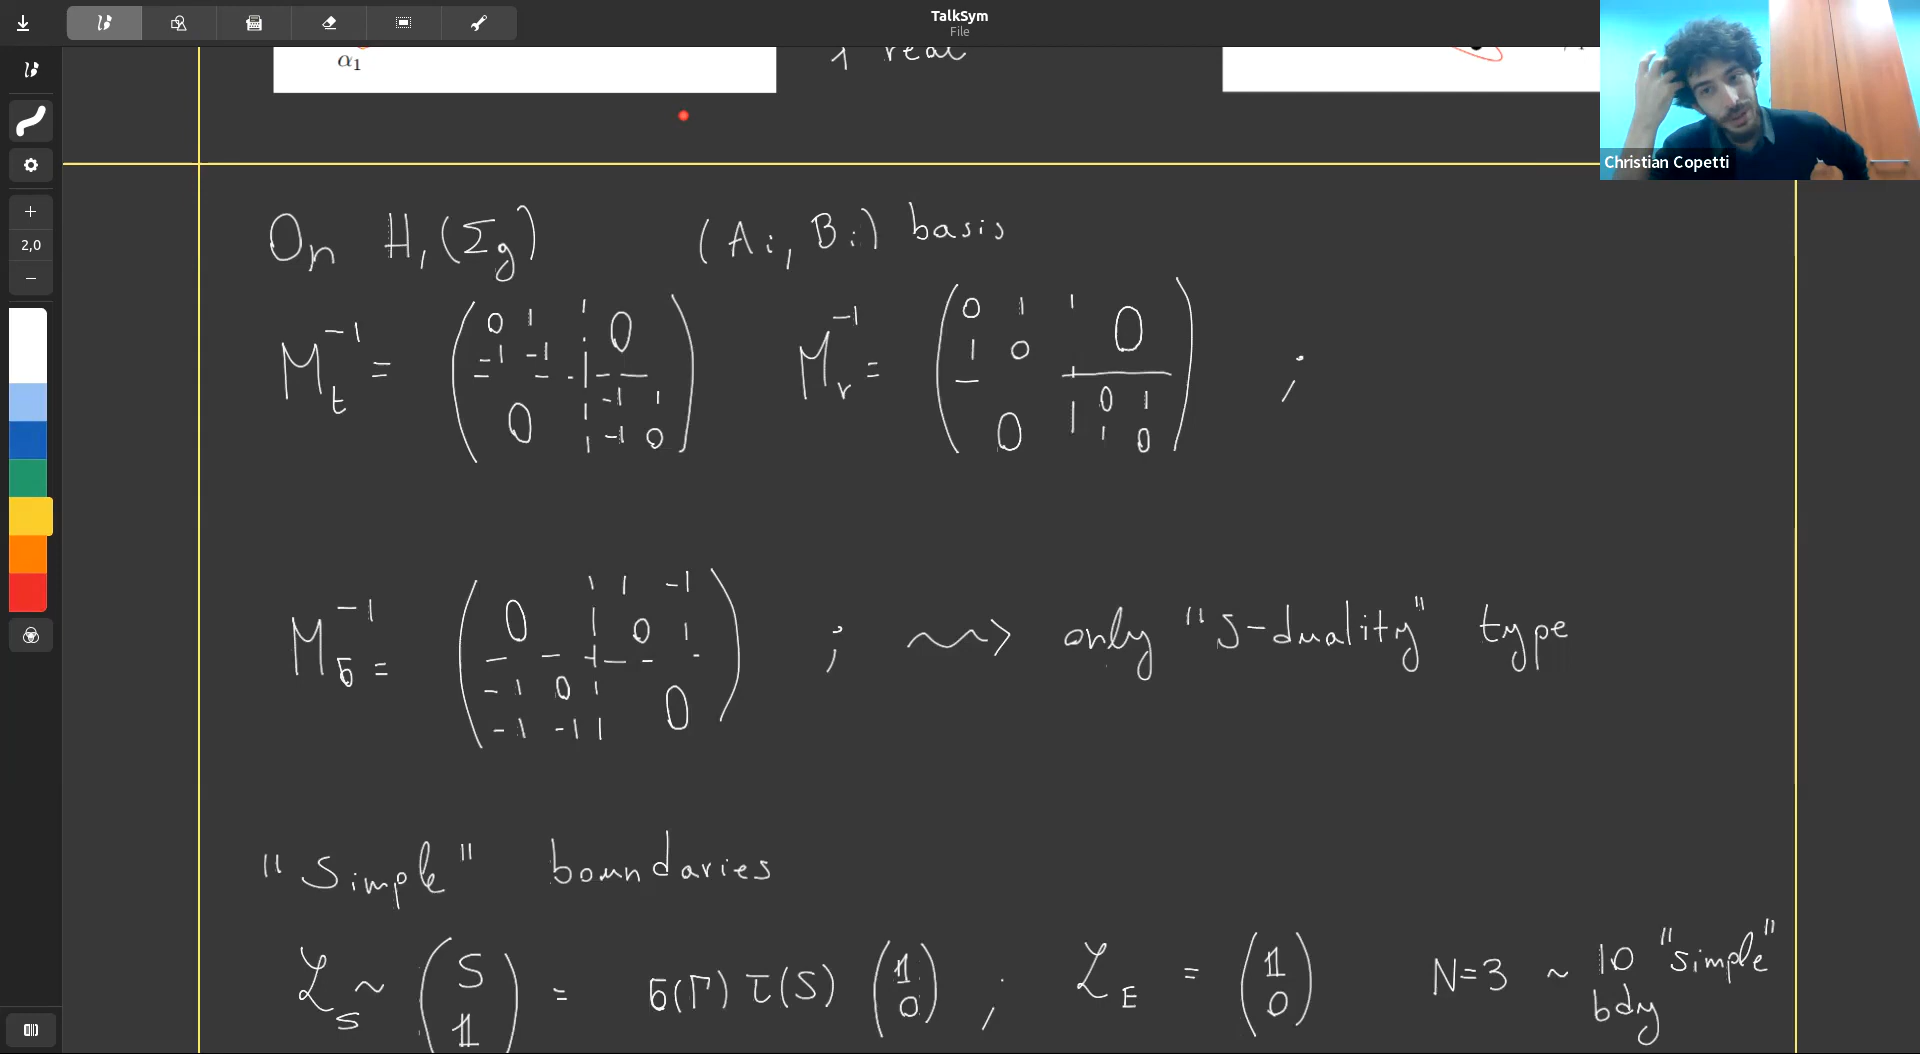 TalkSym
File
α₁
1 real
Christian Copetti
2,0
On H₁(Σg) (Ai, Bi) basis
M_t^{-1} = ( 0 1 | 0
-1 -1 |
0 | -1 1
| -1 0 ) M_r^{-1} = ( 0 1 | 0
1 0
0 | 0 1
1 0 ) ;
M_б^{-1} = ( 0 | 1 -1
| 0 1
-1 0 | 0
-1 -1 | ) ; ⇝ only "S-duality" type
"Simple" boundaries
ℒ_S ~ ( S
𝟙 ) = б(Γ) τ(S) ( 𝟙
0 ) ; ℒ_E = ( 𝟙
0 ) N=3 ~ 10 "simple"
bdy